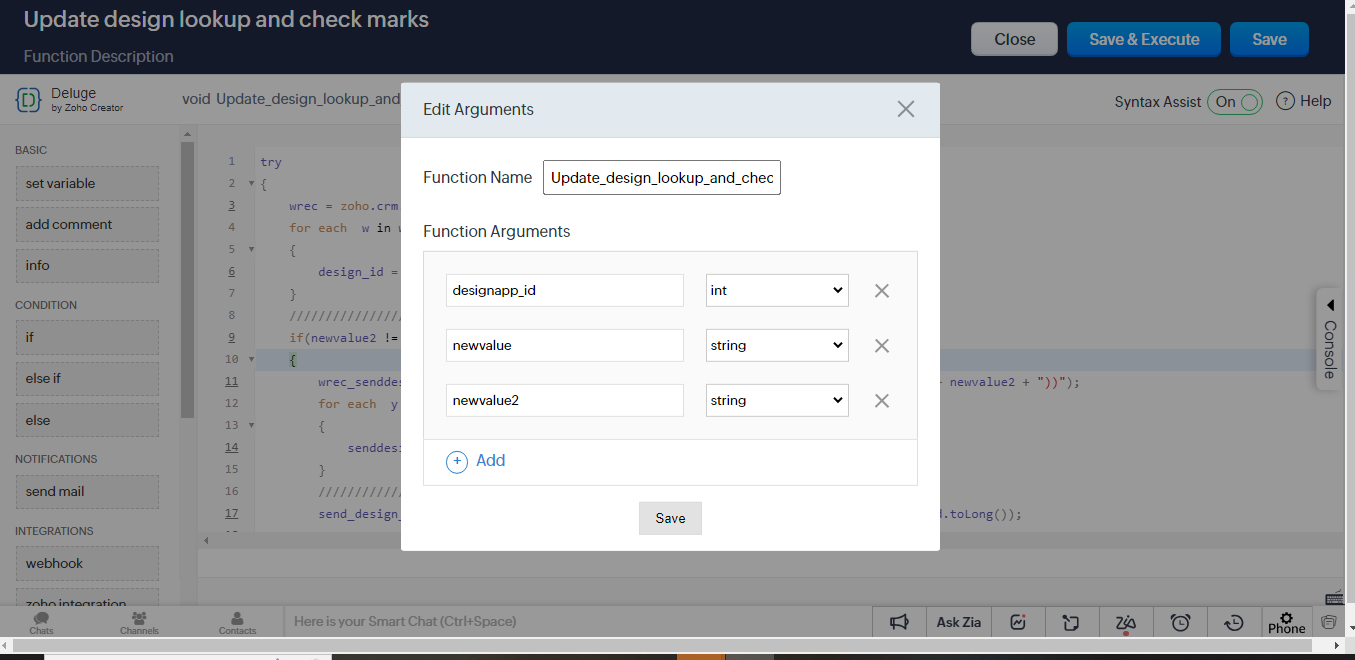 Update design lookup and check marks
Function Description
Close
Save & Execute
Save
Deluge
by Zoho Creator
void Update_design_lookup_and
Syntax Assist
On
? Help
Edit Arguments
Function Name
Update_design_lookup_and_chec
Function Arguments
designapp_id
int
newvalue
string
newvalue2
string
+ Add
Save
BASIC
set variable
add comment
info
CONDITION
if
else if
else
NOTIFICATIONS
send mail
INTEGRATIONS
webhook
zoho integration
1 try
2 {
3 wrec = zoho.crm
4 for each w in
5 {
6 design_id =
7 }
8 ///////////////
9 if(newvalue2 !=
10 {
11 wrec_senddes newvalue2 + "))");
12 for each y
13 {
14 senddes
15 }
16 ///////////
17 send_design_ .toLong());
Console
Chats
Channels
Contacts
Here is your Smart Chat (Ctrl+Space)
Ask Zia
Phone